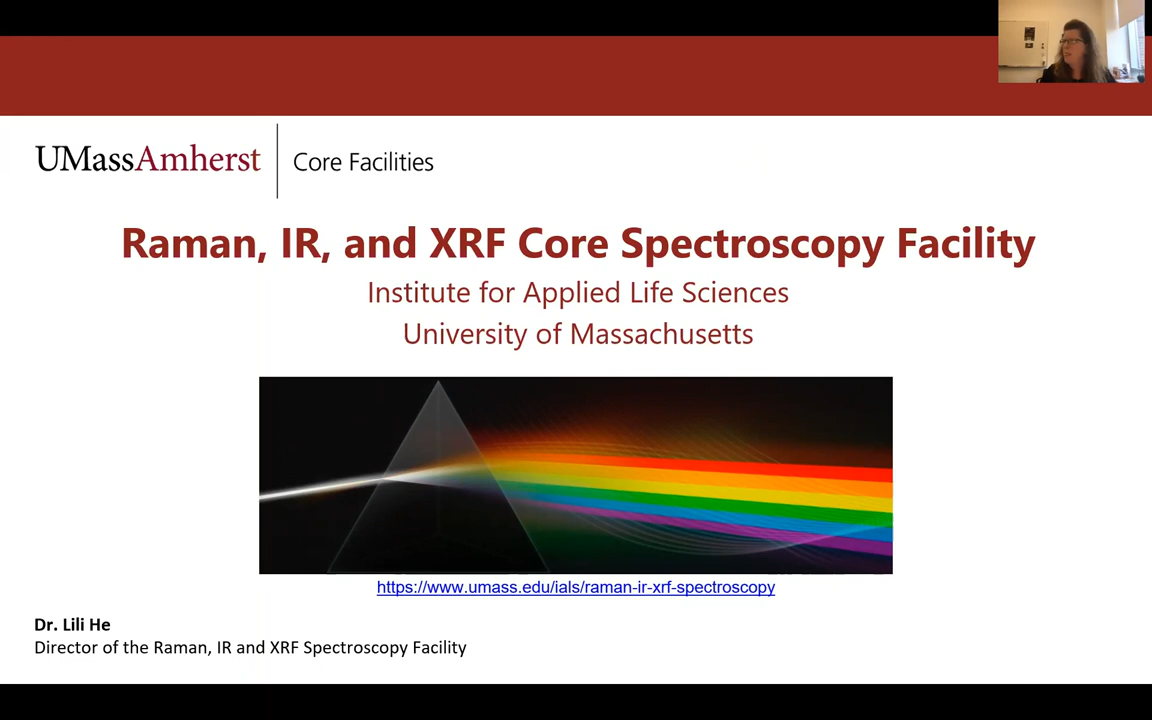 UMassAmherst
Core Facilities
Raman, IR, and XRF Core Spectroscopy Facility
Institute for Applied Life Sciences
University of Massachusetts
https://www.umass.edu/ials/raman-ir-xrf-spectroscopy
Dr. Lili He
Director of the Raman, IR and XRF Spectroscopy Facility